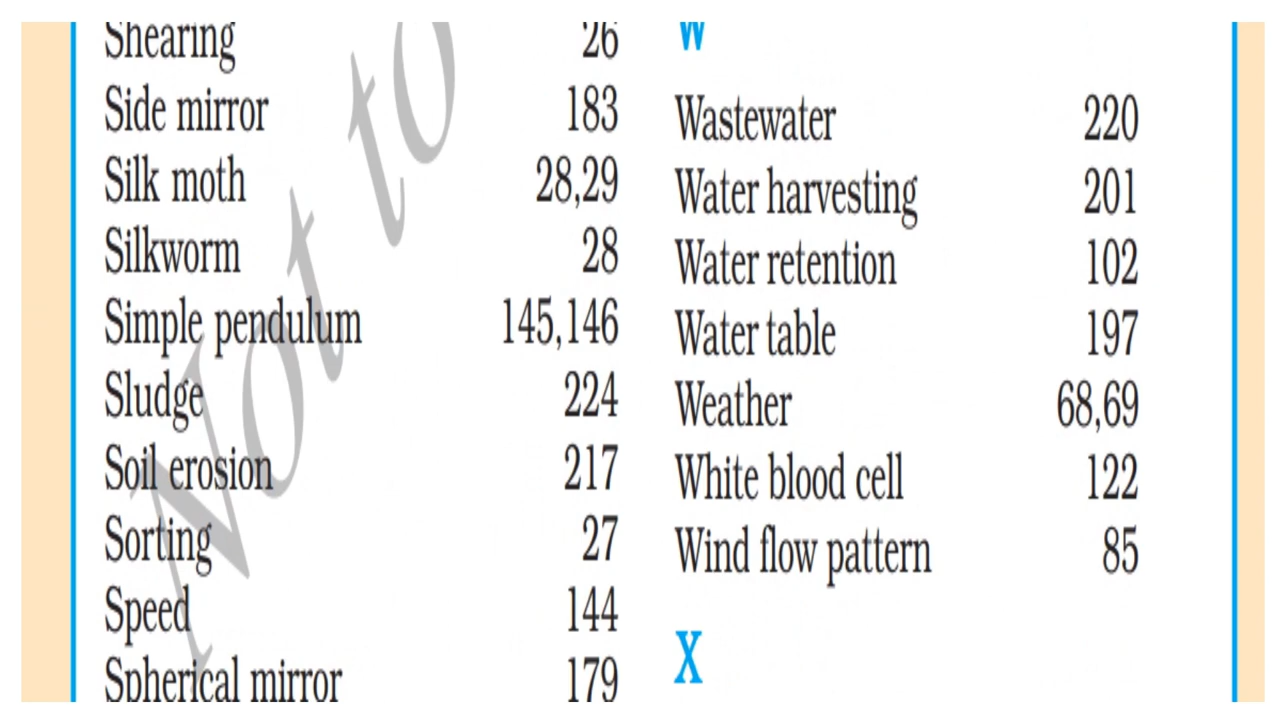 Shearing 26
Side mirror 183
Silk moth 28,29
Silkworm 28
Simple pendulum 145,146
Sludge 224
Soil erosion 217
Sorting 27
Speed 144
Spherical mirror 179
W
Wastewater 220
Water harvesting 201
Water retention 102
Water table 197
Weather 68,69
White blood cell 122
Wind flow pattern 85
X
Not to